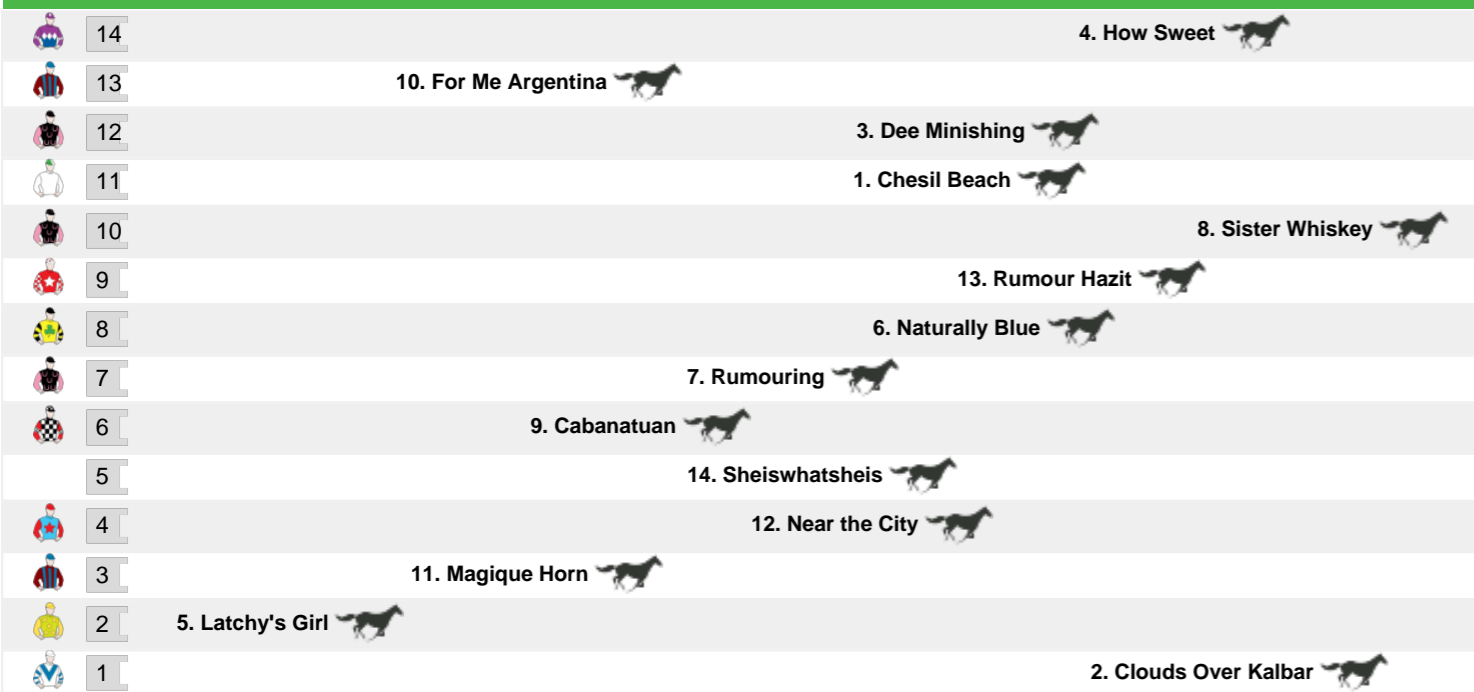 14 4. How Sweet
13 10. For Me Argentina
12 3. Dee Minishing
11 1. Chesil Beach
10 8. Sister Whiskey
9 13. Rumour Hazit
8 6. Naturally Blue
7 7. Rumouring
6 9. Cabanatuan
5 14. Sheiswhatsheis
4 12. Near the City
3 11. Magique Horn
2 5. Latchy's Girl
1 2. Clouds Over Kalbar